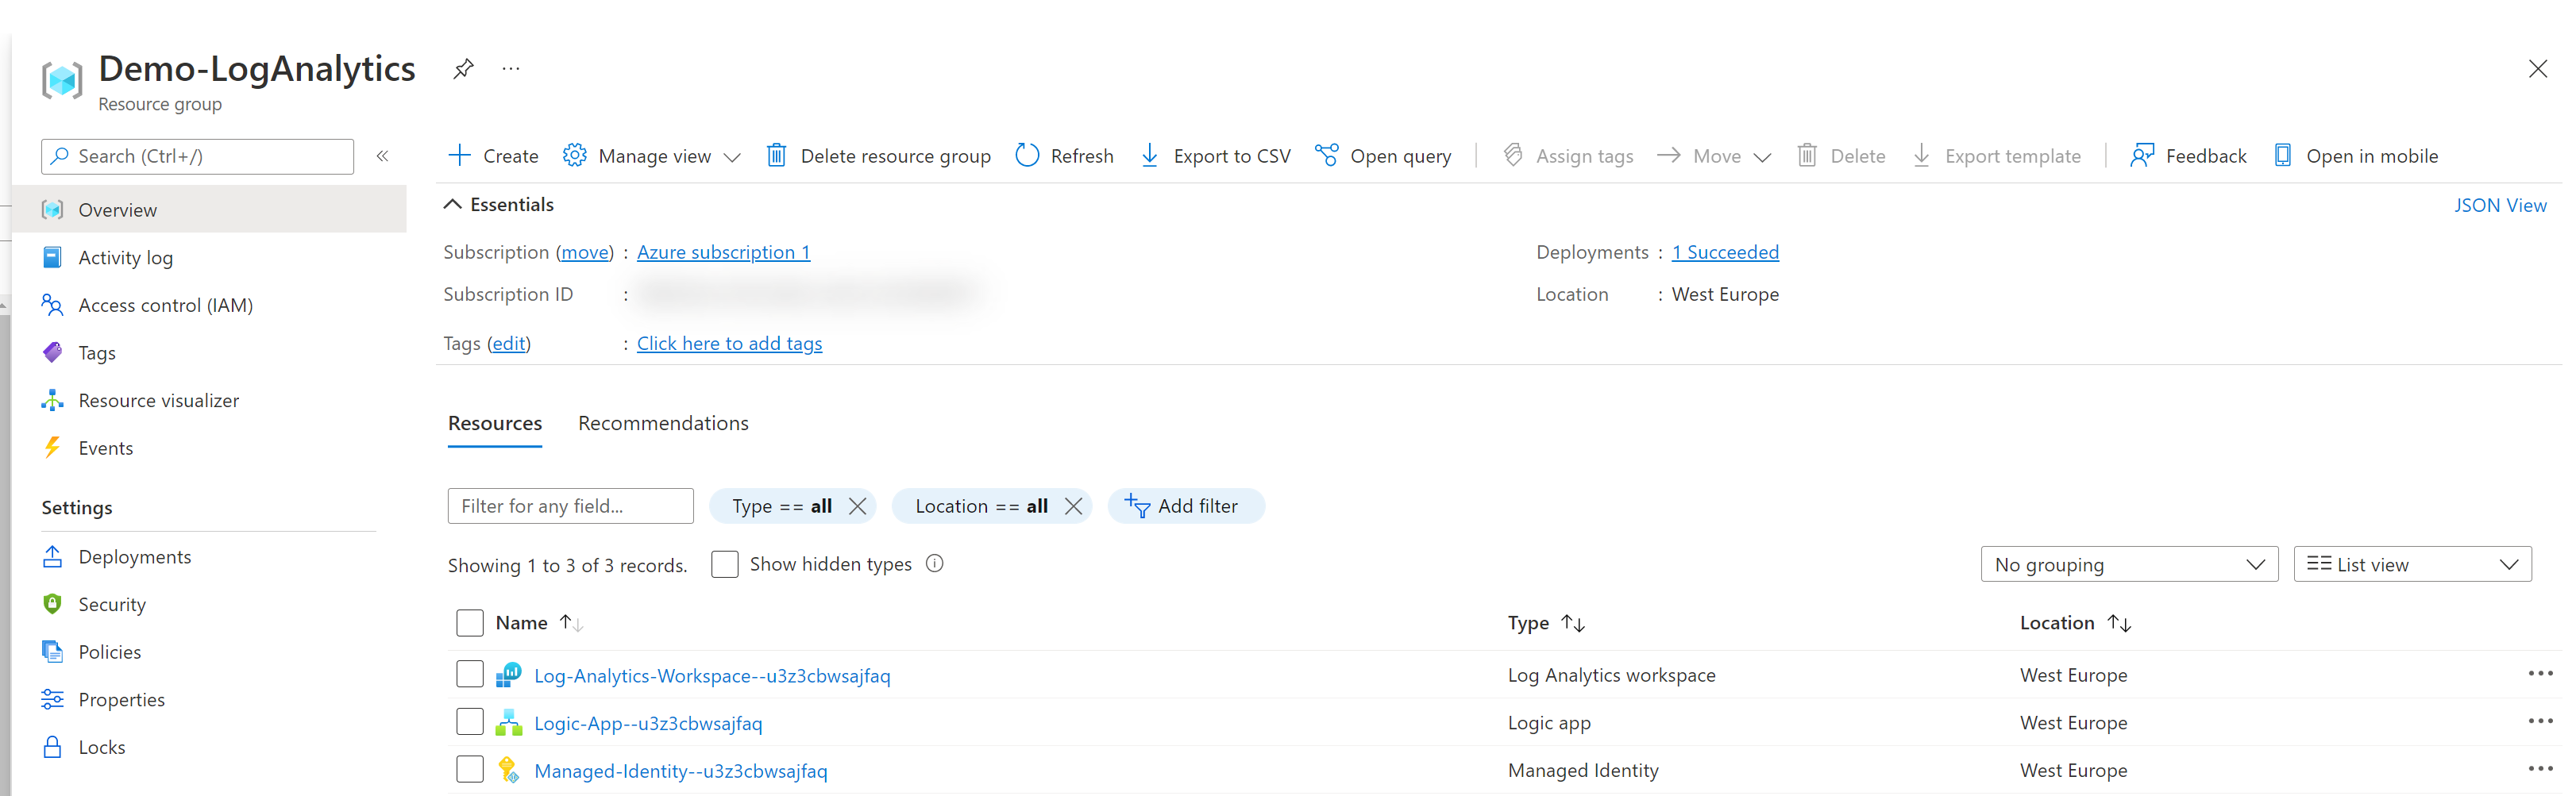 Demo-LogAnalytics ...
Resource group
Search (Ctrl+/) «
Overview
Activity log
Access control (IAM)
Tags
Resource visualizer
Events
Settings
Deployments
Security
Policies
Properties
Locks
Create Manage view Delete resource group Refresh Export to CSV Open query Assign tags Move Delete Export template Feedback Open in mobile
Essentials JSON View
Subscription (move) : Azure subscription 1 Deployments : 1 Succeeded
Subscription ID : Location : West Europe
Tags (edit) : Click here to add tags
Resources Recommendations
Filter for any field... Type == all Location == all Add filter
Showing 1 to 3 of 3 records. Show hidden types No grouping List view
Name Type Location
Log-Analytics-Workspace--u3z3cbwsajfaq Log Analytics workspace West Europe ...
Logic-App--u3z3cbwsajfaq Logic app West Europe ...
Managed-Identity--u3z3cbwsajfaq Managed Identity West Europe ...